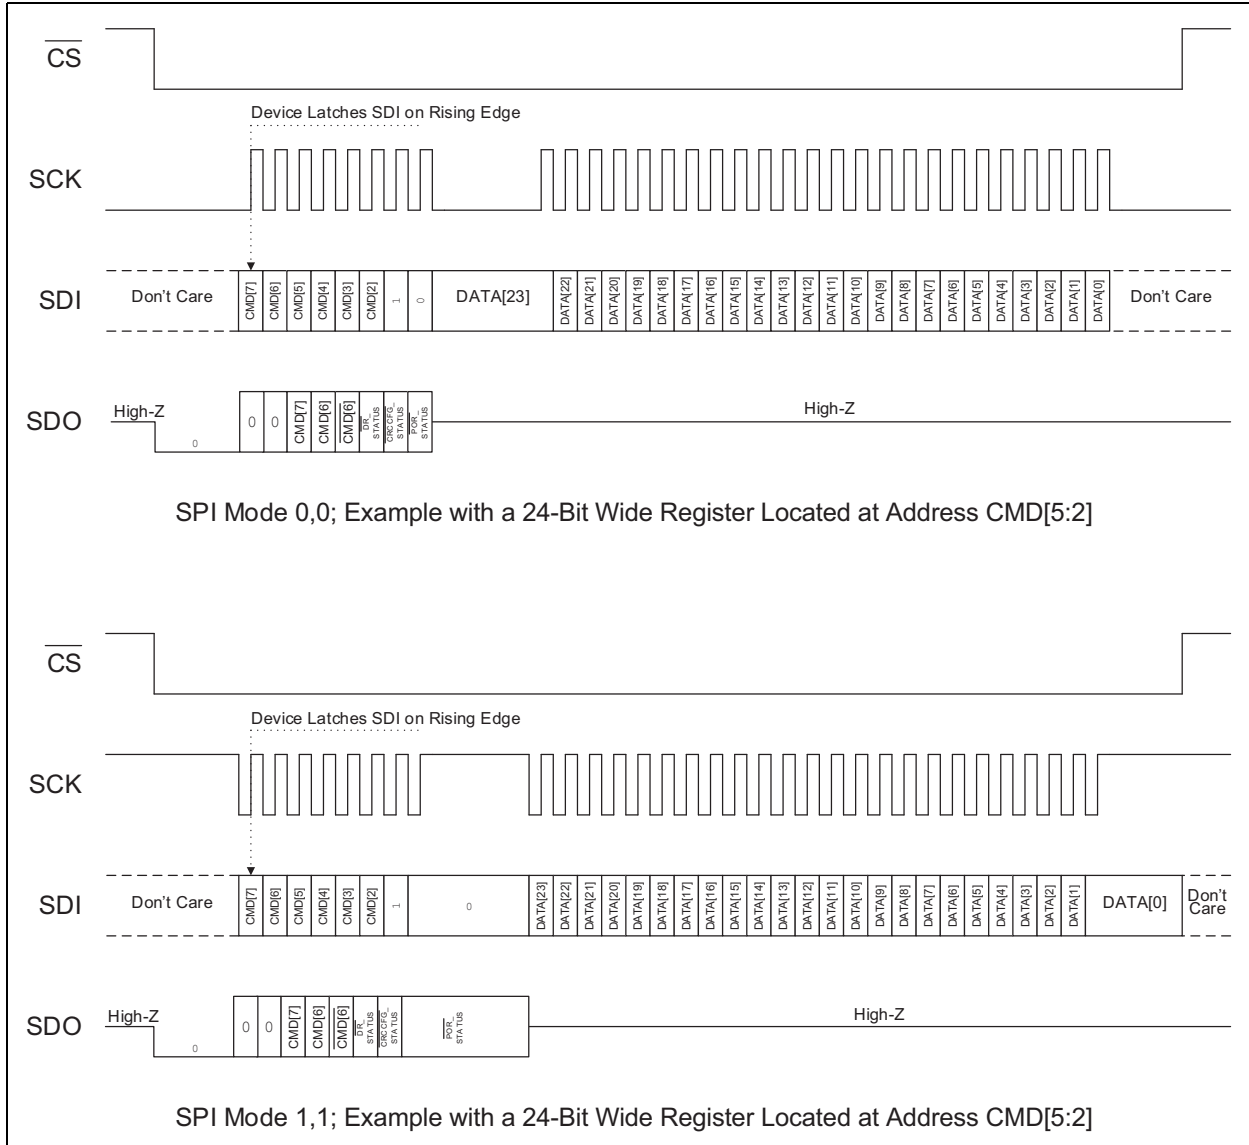 CS
Device Latches SDI on Rising Edge
SCK
SDI Don't Care CMD[7] CMD[6] CMD[5] CMD[4] CMD[3] CMD[2] 1 0 DATA[23] DATA[22] DATA[21] DATA[20] DATA[19] DATA[18] DATA[17] DATA[16] DATA[15] DATA[14] DATA[13] DATA[12] DATA[11] DATA[10] DATA[9] DATA[8] DATA[7] DATA[6] DATA[5] DATA[4] DATA[3] DATA[2] DATA[1] DATA[0] Don't Care
SDO High-Z 0 0 0 CMD[7] CMD[6] CMD[6] DR_STATUS CRCCFG_STATUS POR_STATUS High-Z
SPI Mode 0,0; Example with a 24-Bit Wide Register Located at Address CMD[5:2]
CS
Device Latches SDI on Rising Edge
SCK
SDI Don't Care CMD[7] CMD[6] CMD[5] CMD[4] CMD[3] CMD[2] 1 0 DATA[23] DATA[22] DATA[21] DATA[20] DATA[19] DATA[18] DATA[17] DATA[16] DATA[15] DATA[14] DATA[13] DATA[12] DATA[11] DATA[10] DATA[9] DATA[8] DATA[7] DATA[6] DATA[5] DATA[4] DATA[3] DATA[2] DATA[1] DATA[0] Don't Care
SDO High-Z 0 0 0 CMD[7] CMD[6] CMD[6] DR_STATUS CRCCFG_STATUS POR_STATUS High-Z
SPI Mode 1,1; Example with a 24-Bit Wide Register Located at Address CMD[5:2]